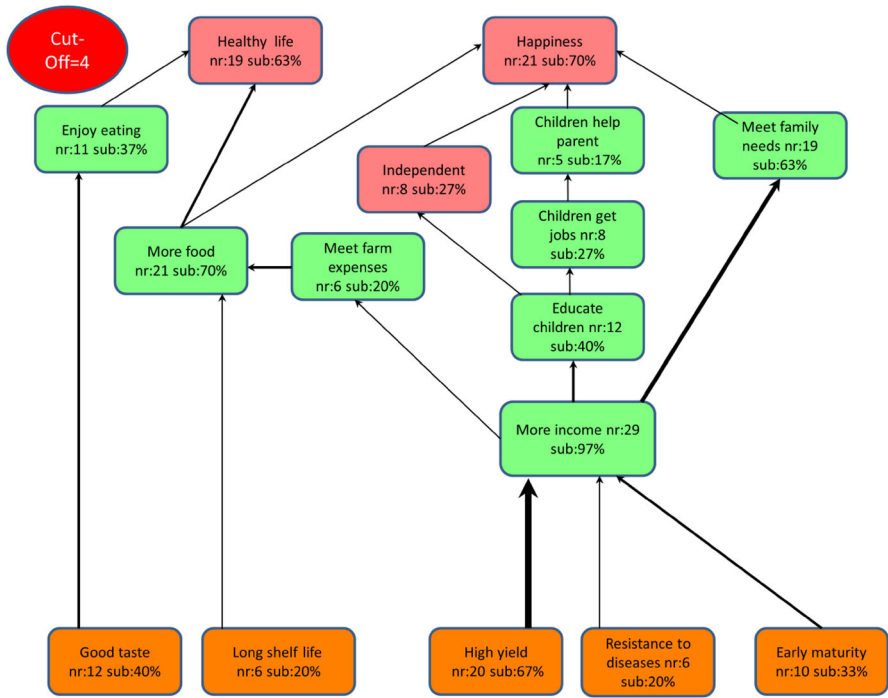 Cut-
Off=4
Healthy life
nr:19 sub:63%
Happiness
nr:21 sub:70%
Enjoy eating
nr:11 sub:37%
Children help
parent
nr:5 sub:17%
Meet family
needs nr:19
sub:63%
Independent
nr:8 sub:27%
Children get
jobs nr:8
sub:27%
More food
nr:21 sub:70%
Meet farm
expenses
nr:6 sub:20%
Educate
children nr:12
sub:40%
More income nr:29
sub:97%
Good taste
nr:12 sub:40%
Long shelf life
nr:6 sub:20%
High yield
nr:20 sub:67%
Resistance to
diseases nr:6
sub:20%
Early maturity
nr:10 sub:33%